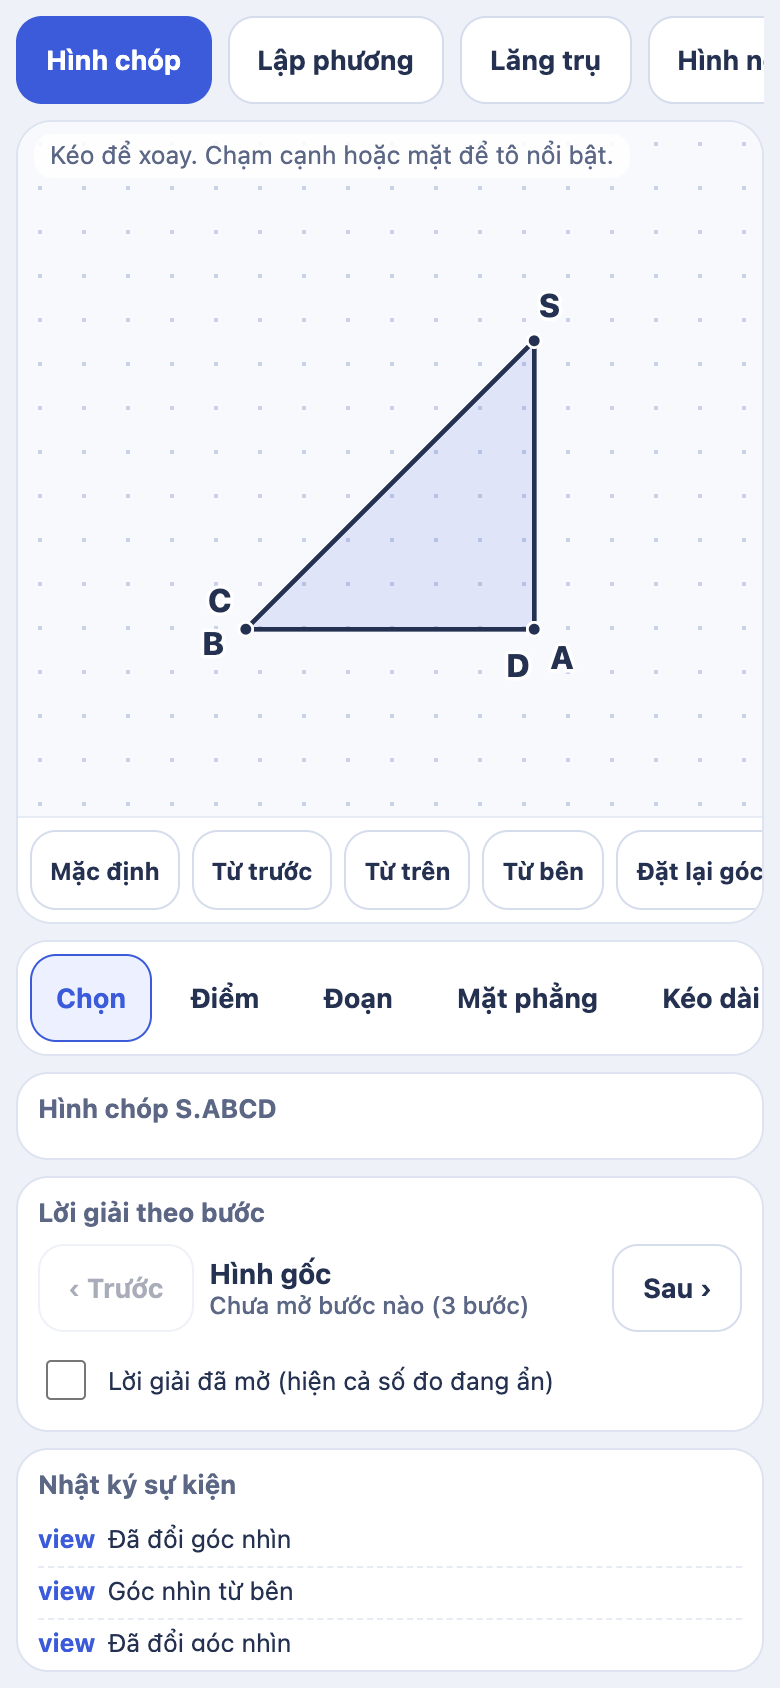 Hình chóp Lập phương Lăng trụ Hình n
Kéo để xoay. Chạm cạnh hoặc mặt để tô nổi bật.
S
C
B
D A
Mặc định Từ trước Từ trên Từ bên Đặt lại góc
Chọn Điểm Đoạn Mặt phẳng Kéo dài
Hình chóp S.ABCD
Lời giải theo bước
‹ Trước Hình gốc Sau ›
Chưa mở bước nào (3 bước)
Lời giải đã mở (hiện cả số đo đang ẩn)
Nhật ký sự kiện
view Đã đổi góc nhìn
view Góc nhìn từ bên
view Đã đổi góc nhìn